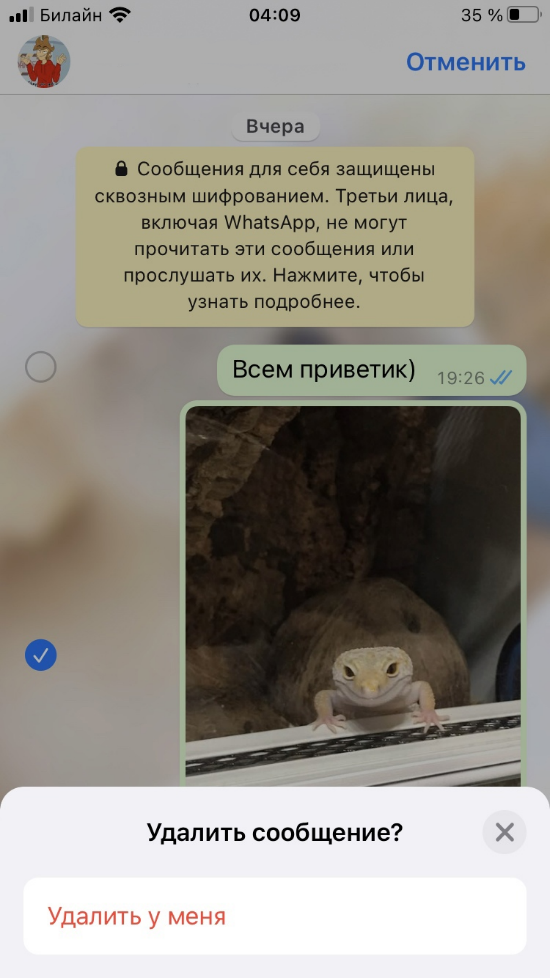 Билайн 04:09 35 %
Отменить
Вчера
Сообщения для себя защищены
сквозным шифрованием. Третьи лица,
включая WhatsApp, не могут
прочитать эти сообщения или
прослушать их. Нажмите, чтобы
узнать подробнее.
Всем приветик) 19:26
Удалить сообщение?
Удалить у меня